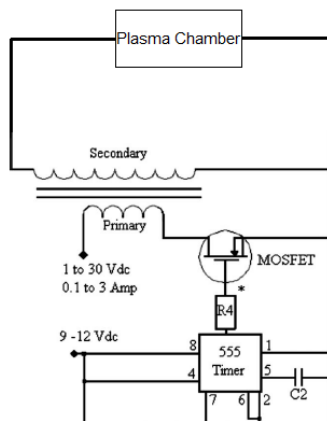 Plasma Chamber
Secondary
Primary
MOSFET
1 to 30 Vdc
0.1 to 3 Amp
*
R4
9 -12 Vdc
8
555
1
Timer
4
5
C2
7
6
2